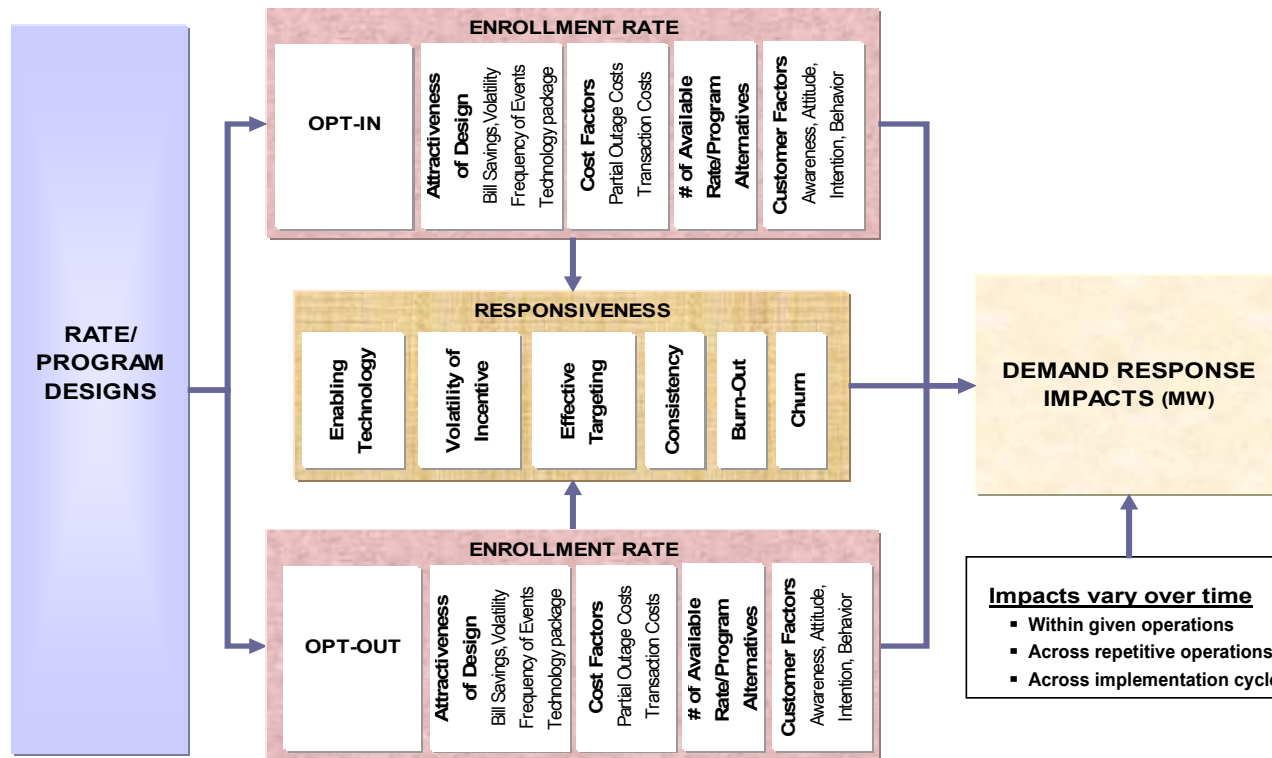 RATE/
PROGRAM
DESIGNS
ENROLLMENT RATE
OPT-IN
Attractiveness
of Design
Bill Savings, Volatility
Frequency of Events
Technology package
Cost Factors
Partial Outage Costs
Transaction Costs
# of Available
Rate/Program
Alternatives
Customer Factors
Awareness, Attitude,
Intention, Behavior
RESPONSIVENESS
Enabling
Technology
Volatility of
Incentive
Effective
Targeting
Consistency
Burn-Out
Churn
ENROLLMENT RATE
OPT-OUT
Attractiveness
of Design
Bill Savings, Volatility
Frequency of Events
Technology package
Cost Factors
Partial Outage Costs
Transaction Costs
# of Available
Rate/Program
Alternatives
Customer Factors
Awareness, Attitude,
Intention, Behavior
DEMAND RESPONSE
IMPACTS (MW)
Impacts vary over time
▪ Within given operations
▪ Across repetitive operations
▪ Across implementation cycle